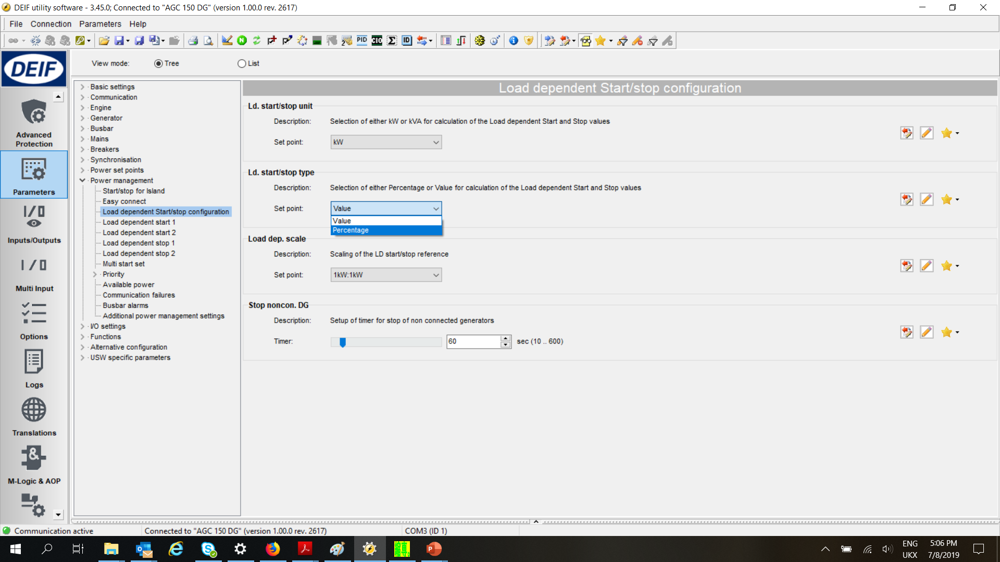 DEIF utility software - 3.45.0; Connected to "AGC 150 DG" (version 1.00.0 rev. 2617)
File Connection Parameters Help
PID CIO Σ ID
DEIF
View mode: Tree List
Advanced
Protection
Parameters
Inputs/Outputs
Multi Input
Options
Logs
Translations
M-Logic & AOP
Basic settings
Communication
Engine
Generator
Busbar
Mains
Breakers
Synchronisation
Power set points
Power management
Start/stop for Island
Easy connect
Load dependent Start/stop configuration
Load dependent start 1
Load dependent start 2
Load dependent stop 1
Load dependent stop 2
Multi start set
Priority
Available power
Communication failures
Busbar alarms
Additional power management settings
I/O settings
Functions
Alternative configuration
USW specific parameters
Load dependent Start/stop configuration
Ld. start/stop unit
Description: Selection of either kW or kVA for calculation of the Load dependent Start and Stop values
Set point: kW
Ld. start/stop type
Description: Selection of either Percentage or Value for calculation of the Load dependent Start and Stop values
Set point: Value
Value
Percentage
Load dep. scale
Description: Scaling of the LD start/stop reference
Set point: 1kW:1kW
Stop noncon. DG
Description: Setup of timer for stop of non connected generators
Timer: 60 sec (10 .. 600)
Communication active Connected to "AGC 150 DG" (version 1.00.0 rev. 2617) COM3 (ID 1)
ENG
UKX
5:06 PM
7/8/2019